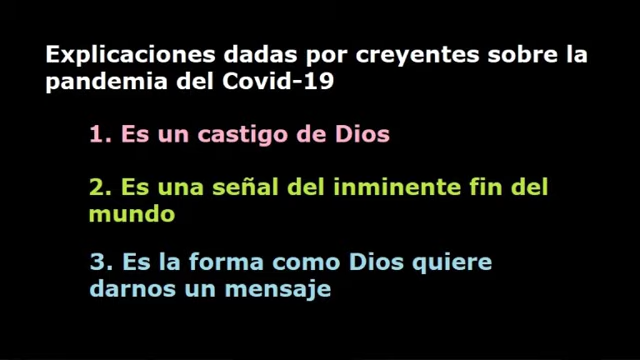 Explicaciones dadas por creyentes sobre la
pandemia del Covid-19
1. Es un castigo de Dios
2. Es una señal del inminente fin del
mundo
3. Es la forma como Dios quiere
darnos un mensaje